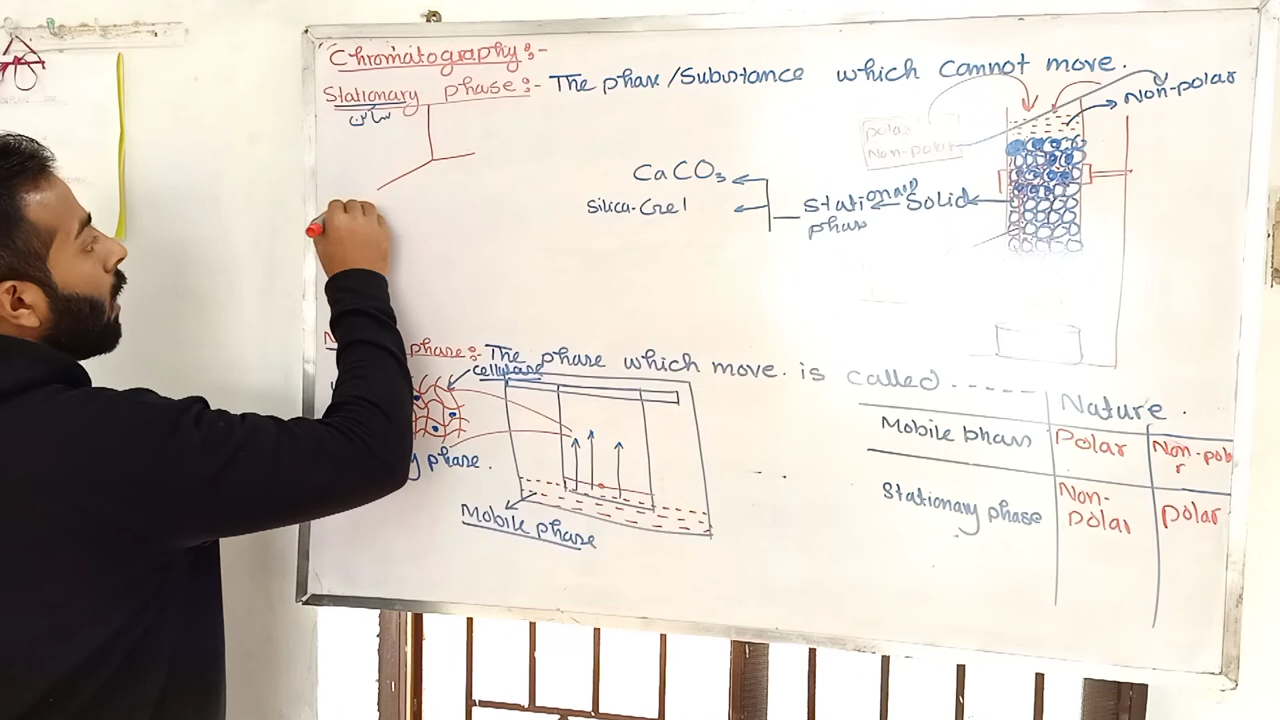 Chromatography:-
Stationary phase:- The phase/Substance which cannot move.
ساکن
Non-polar
polar
Non-polar
CaCO3
Silica-Gel
Stationary phase
Solid
phase:- The phase which move. is called - - - - -
cellulose
y phase.
Mobile phase
Nature.
Mobile phase Polar Non-polar
Stationary phase Non-polar polar